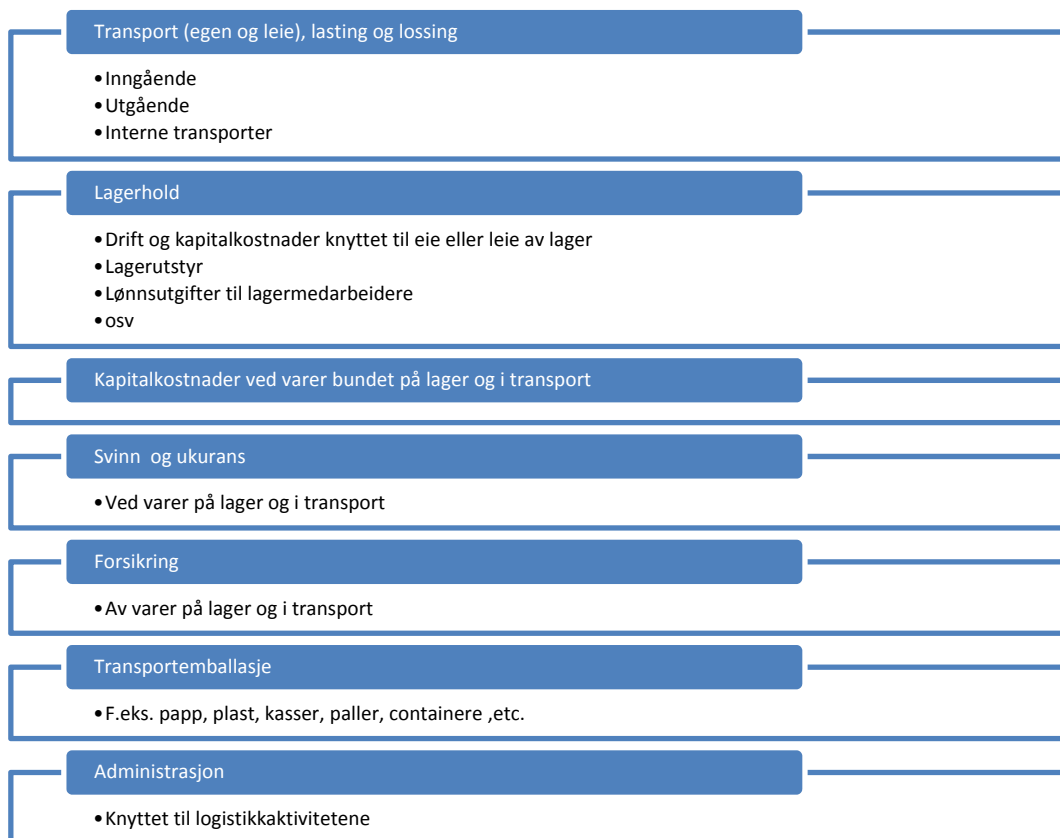 Transport (egen og leie), lasting og lossing
•Inngående
•Utgående
•Interne transporter
Lagerhold
•Drift og kapitalkostnader knyttet til eie eller leie av lager
•Lagerutstyr
•Lønnsutgifter til lagermedarbeidere
•osv
Kapitalkostnader ved varer bundet på lager og i transport
Svinn  og ukurans
•Ved varer på lager og i transport
Forsikring
•Av varer på lager og i transport
Transportemballasje
•F.eks. papp, plast, kasser, paller, containere ,etc.
Administrasjon
•Knyttet til logistikkaktivitetene